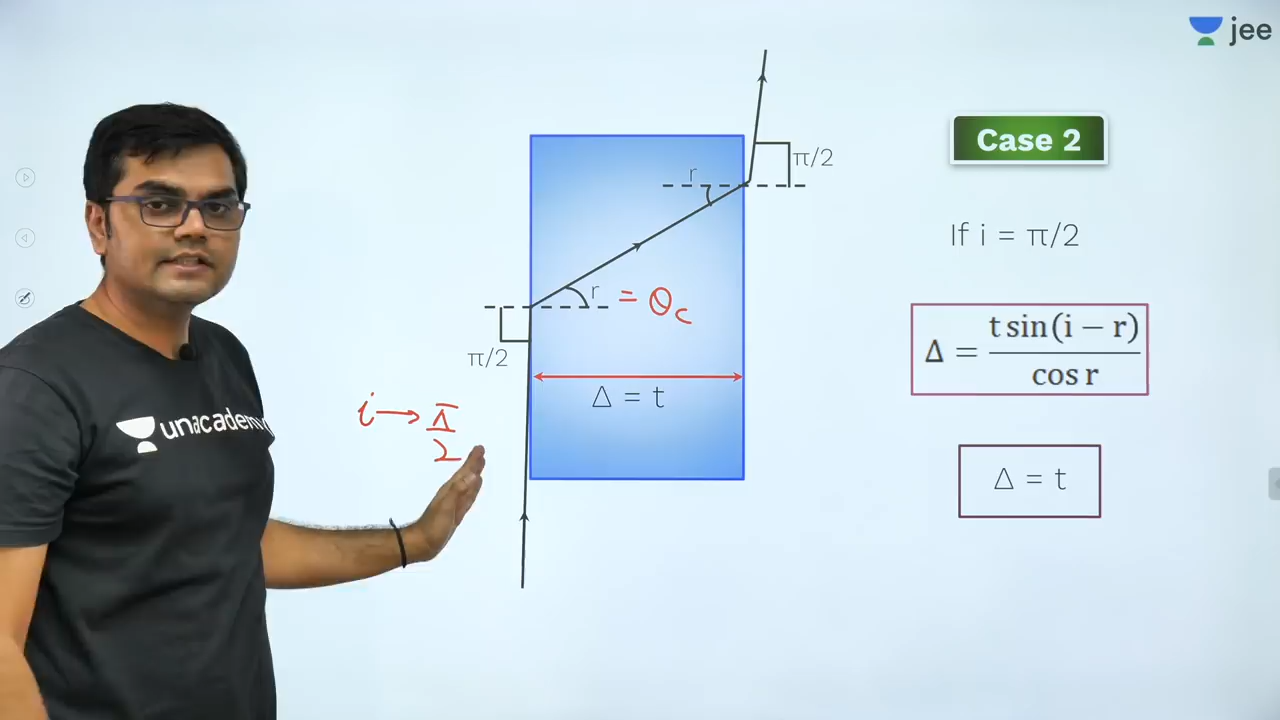 jee
Case 2
π/2
r
If i = π/2
r = θc
Δ = t sin(i − r) / cos r
π/2
Δ = t
i → π/2
unacademy
Δ = t